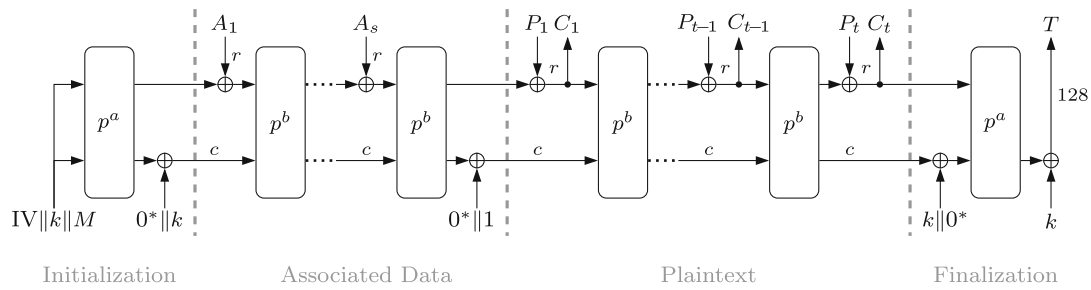 A₁ Aₛ P₁ C₁ Pₜ₋₁ Cₜ₋₁ Pₜ Cₜ T
r r r r r
128
pᵃ pᵇ pᵇ pᵇ pᵇ pᵃ
c c c c c
IV∥k∥M 0*∥k 0*∥1 k∥0* k
Initialization Associated Data Plaintext Finalization